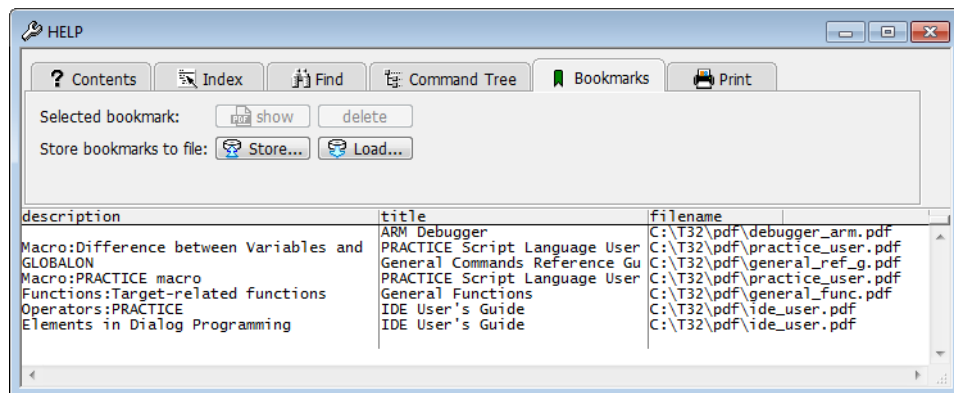 HELP
? Contents Index Find Command Tree Bookmarks Print
Selected bookmark: PDF show delete
Store bookmarks to file: Store... Load...
description title filename
ARM Debugger C:\T32\pdf\debugger_arm.pdf
Macro:Difference between Variables and PRACTICE Script Language User C:\T32\pdf\practice_user.pdf
GLOBALON General Commands Reference Gu C:\T32\pdf\general_ref_g.pdf
Macro:PRACTICE macro PRACTICE Script Language User C:\T32\pdf\practice_user.pdf
Functions:Target-related functions General Functions C:\T32\pdf\general_func.pdf
Operators:PRACTICE IDE User's Guide C:\T32\pdf\ide_user.pdf
Elements in Dialog Programming IDE User's Guide C:\T32\pdf\ide_user.pdf